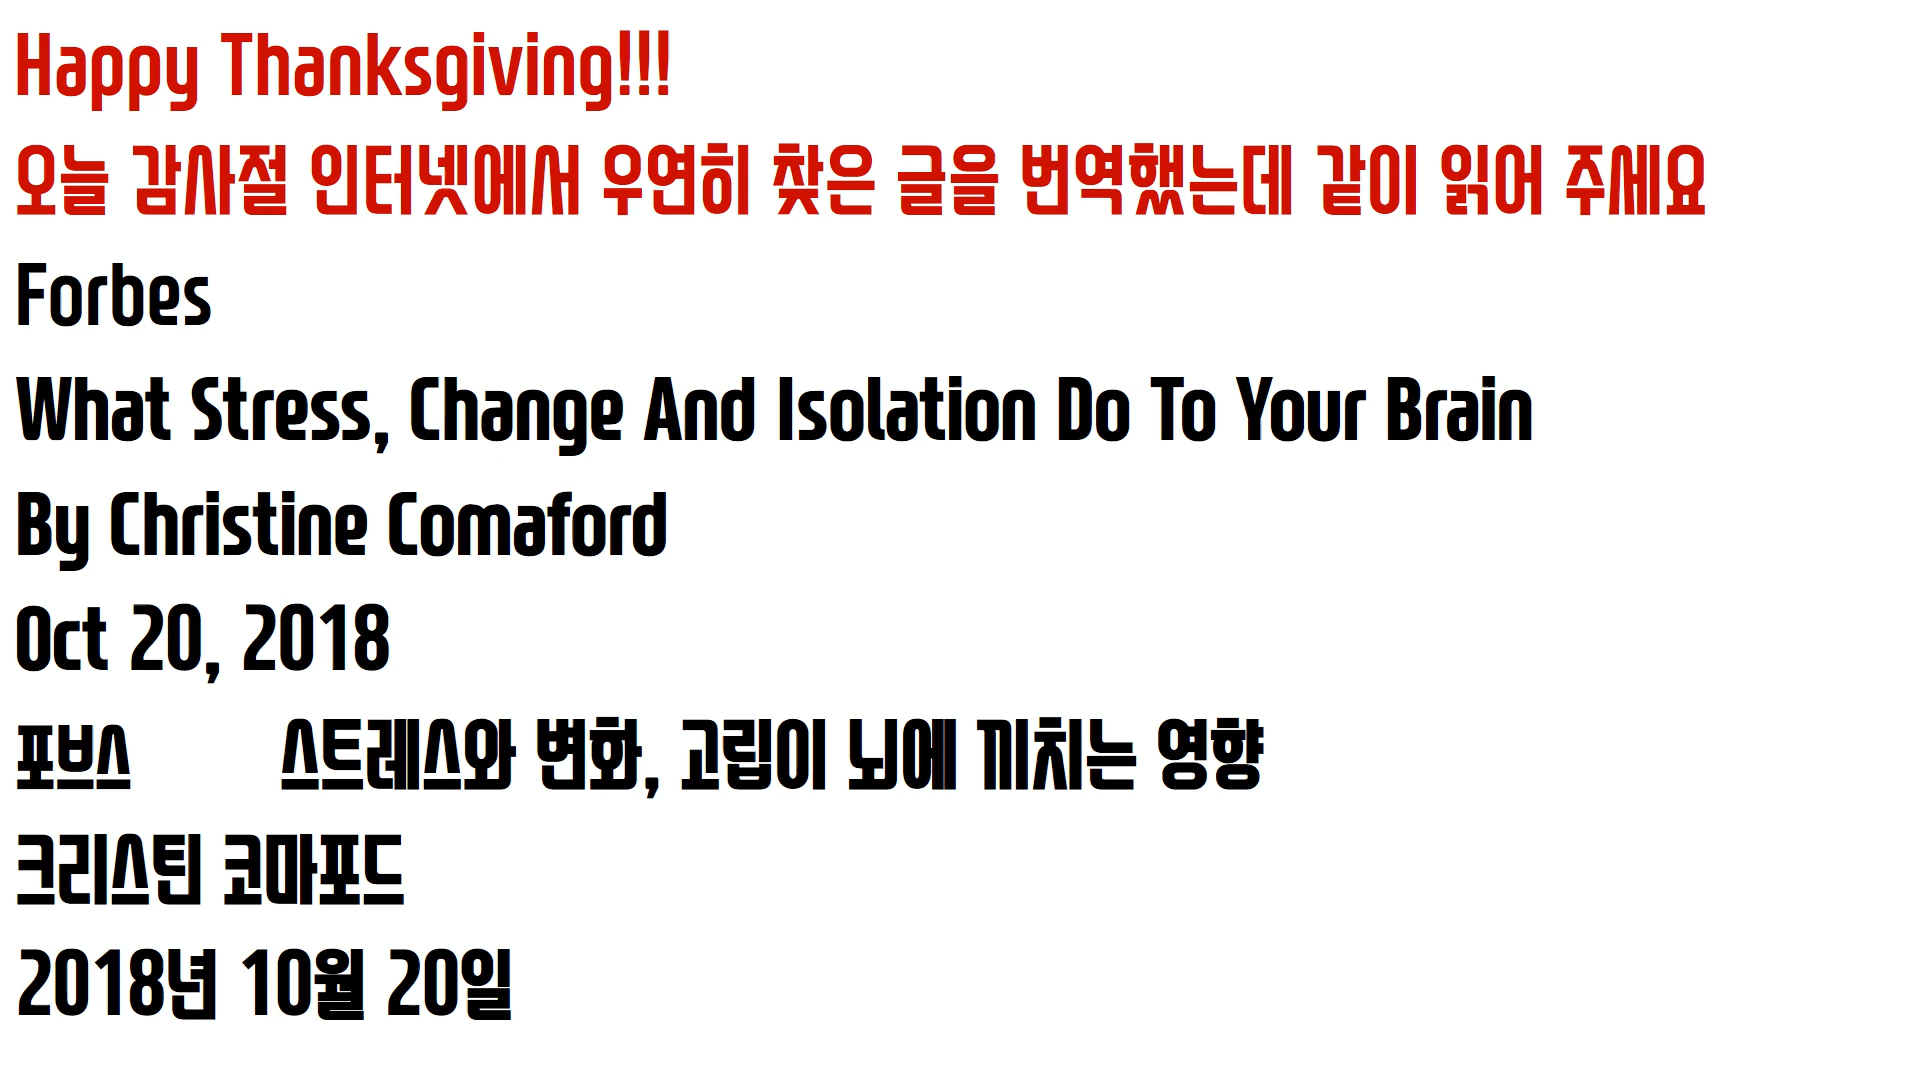 Happy Thanksgiving!!!
오늘 감사절 인터넷에서 우연히 찾은 글을 번역했는데 같이 읽어 주세요
Forbes
What Stress, Change And Isolation Do To Your Brain
By Christine Comaford
Oct 20, 2018
포브스 스트레스와 변화, 고립이 뇌에 끼치는 영향
크리스틴 코마포드
2018년 10월 20일